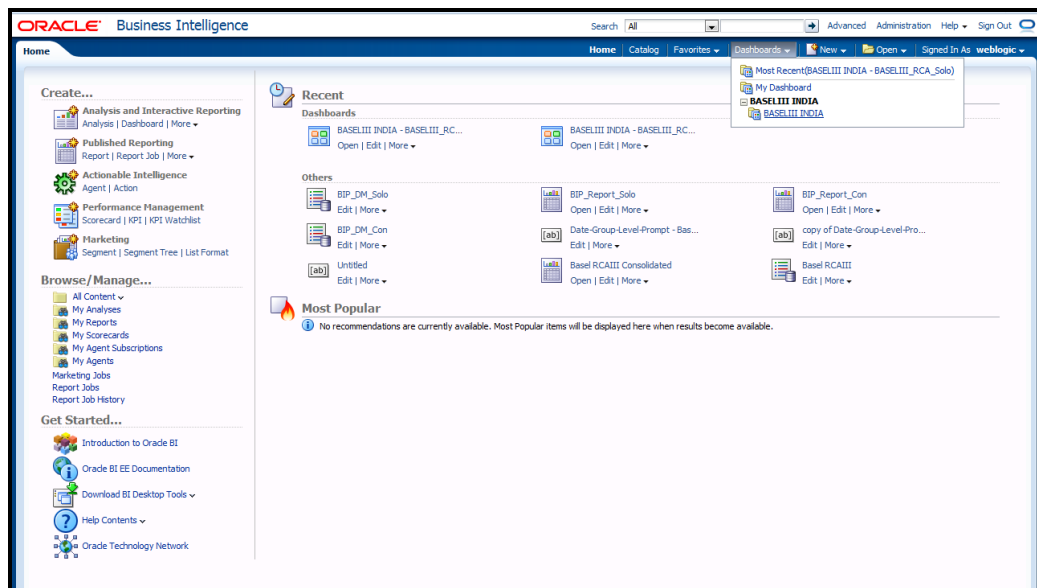 ORACLE Business Intelligence
Search All Advanced Administration Help Sign Out
Home
Home Catalog Favorites Dashboards New Open Signed In As weblogic
Most Recent(BASELIII INDIA - BASELIII_RCA_Solo)
My Dashboard
BASELIII INDIA
BASELIII INDIA
Create...
Analysis and Interactive Reporting
Analysis | Dashboard | More
Published Reporting
Report | Report Job | More
Actionable Intelligence
Agent | Action
Performance Management
Scorecard | KPI | KPI Watchlist
Marketing
Segment | Segment Tree | List Format
Browse/Manage...
All Content
My Analyses
My Reports
My Scorecards
My Agent Subscriptions
My Agents
Marketing Jobs
Report Jobs
Report Job History
Get Started...
Introduction to Oracle BI
Oracle BI EE Documentation
Download BI Desktop Tools
Help Contents
Oracle Technology Network
Recent
Dashboards
BASELIII INDIA - BASELIII_RC... BASELIII INDIA - BASELIII_RC...
Open | Edit | More Open | Edit | More
Others
BIP_DM_Solo BIP_Report_Solo BIP_Report_Con
Edit | More Open | Edit | More Open | Edit | More
BIP_DM_Con [ab] Date-Group-Level-Prompt - Bas... [ab] copy of Date-Group-Level-Pro...
Edit | More Edit | More Edit | More
[ab] Untitled Basel RCAIII Consolidated Basel RCAIII
Edit | More Open | Edit | More Edit | More
Most Popular
No recommendations are currently available. Most Popular items will be displayed here when results become available.